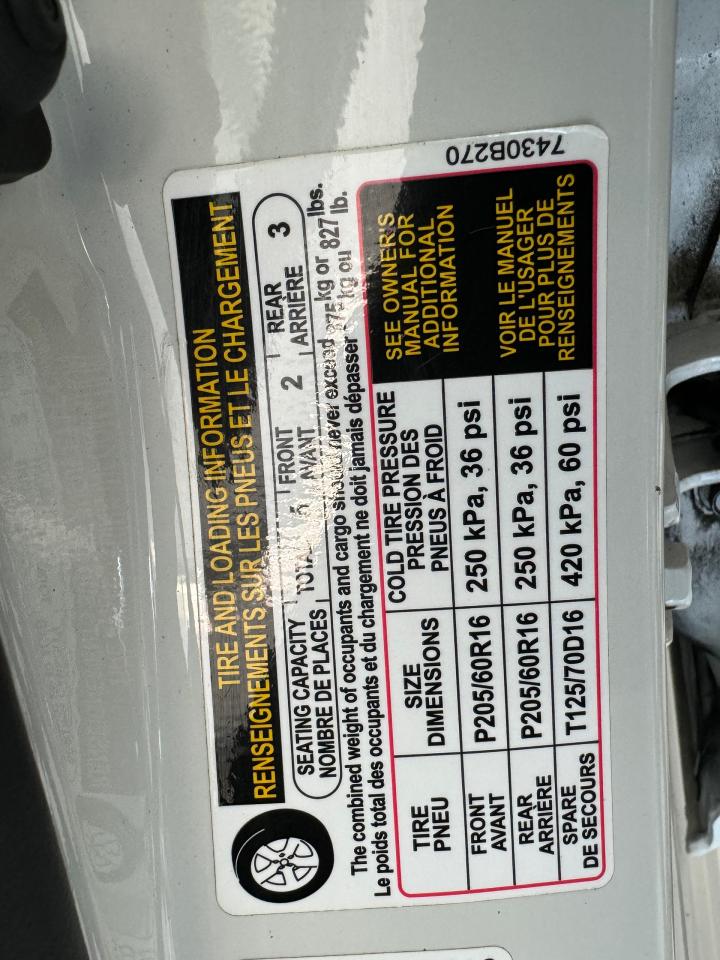 7430B270
TIRE AND LOADING INFORMATION
RENSEIGNEMENTS SUR LES PNEUS ET LE CHARGEMENT
SEATING CAPACITY TOTAL FRONT 2 REAR 3
NOMBRE DE PLACES AVANT ARRIÈRE
The combined weight of occupants and cargo should never exceed 375 kg or 827 lbs.
Le poids total des occupants et du chargement ne doit jamais dépasser 375 kg ou 827 lb.
TIRE SIZE COLD TIRE PRESSURE
PNEU DIMENSIONS PRESSION DES
PNEUS À FROID
FRONT P205/60R16 250 kPa, 36 psi
AVANT
REAR P205/60R16 250 kPa, 36 psi
ARRIÈRE
SPARE T125/70D16 420 kPa, 60 psi
DE SECOURS
SEE OWNER'S
MANUAL FOR
ADDITIONAL
INFORMATION
VOIR LE MANUEL
DE L'USAGER
POUR PLUS DE
RENSEIGNEMENTS